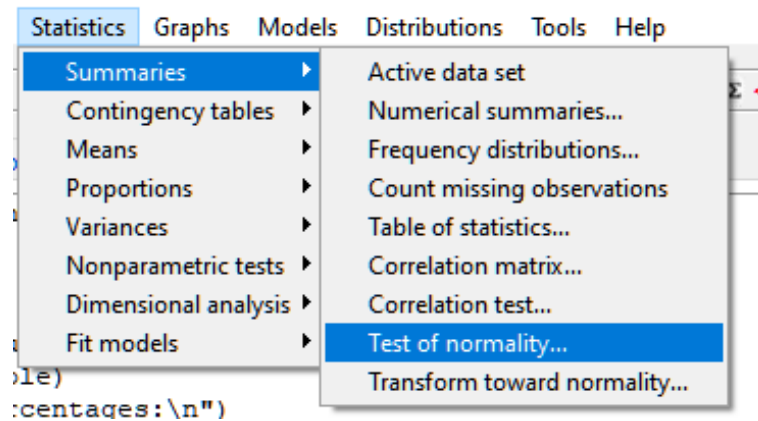 Statistics Graphs Models Distributions Tools Help
Summaries
Contingency tables
Means
Proportions
Variances
Nonparametric tests
Dimensional analysis
Fit models
Active data set
Numerical summaries...
Frequency distributions...
Count missing observations
Table of statistics...
Correlation matrix...
Correlation test...
Test of normality...
Transform toward normality...
Σ
ole)
rcentages:\n")